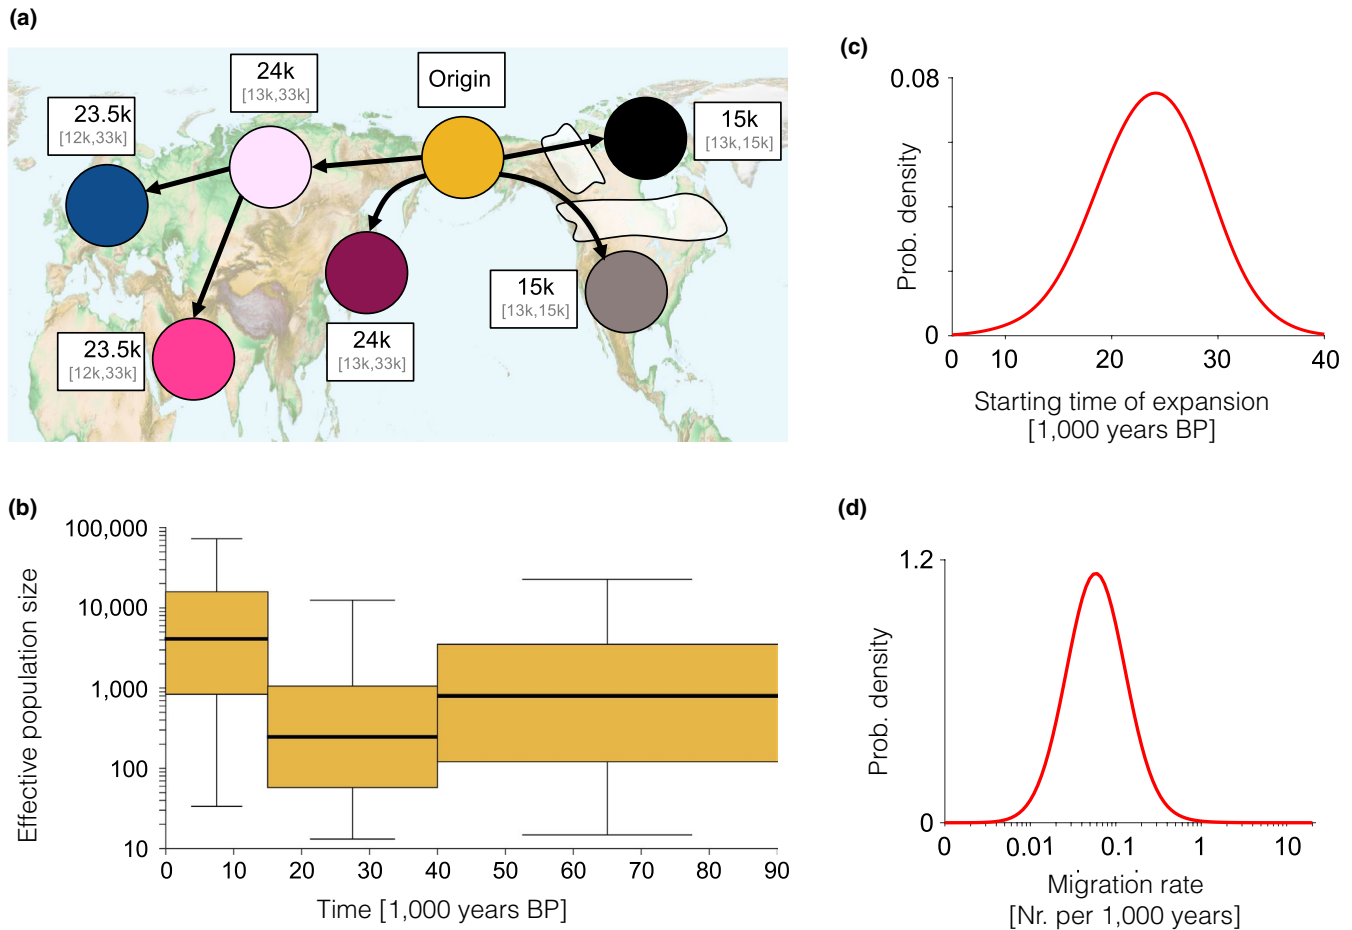 (a)
24k
[13k,33k]
Origin
23.5k
[12k,33k]
15k
[13k,15k]
15k
[13k,15k]
23.5k
[12k,33k]
24k
[13k,33k]
(b)
100,000
10,000
1,000
100
10
Effective population size
0
10
20
30
40
50
60
70
80
90
Time [1,000 years BP]
(c)
0.08
0
Prob. density
0
10
20
30
40
Starting time of expansion
[1,000 years BP]
(d)
1.2
0
Prob. density
0
0.01
0.1
1
10
Migration rate
[Nr. per 1,000 years]